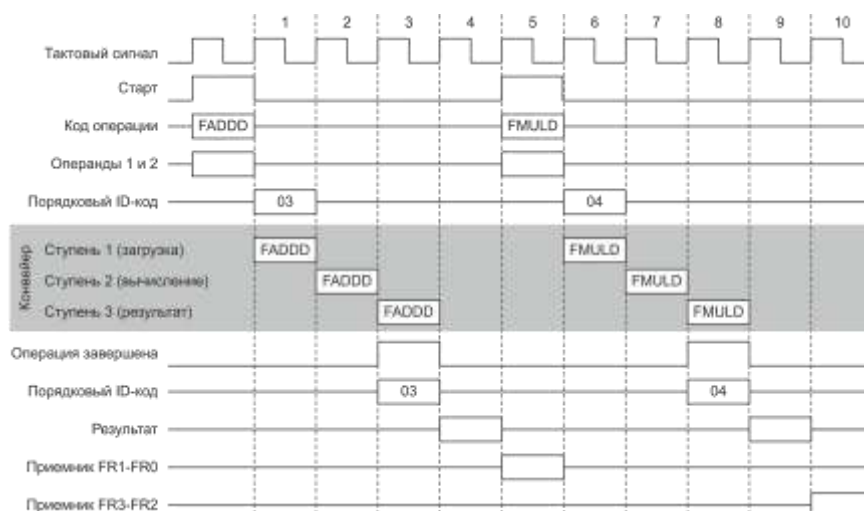 1 2 3 4 5 6 7 8 9 10
Тактовый сигнал
Старт
Код операции FADDD FMULD
Операнды 1 и 2
Порядковый ID-код 03 04
Конвейер
Ступень 1 (загрузка) FADDD FMULD
Ступень 2 (вычисление) FADDD FMULD
Ступень 3 (результат) FADDD FMULD
Операция завершена
Порядковый ID-код 03 04
Результат
Приемник FR1-FR0
Приемник FR3-FR2